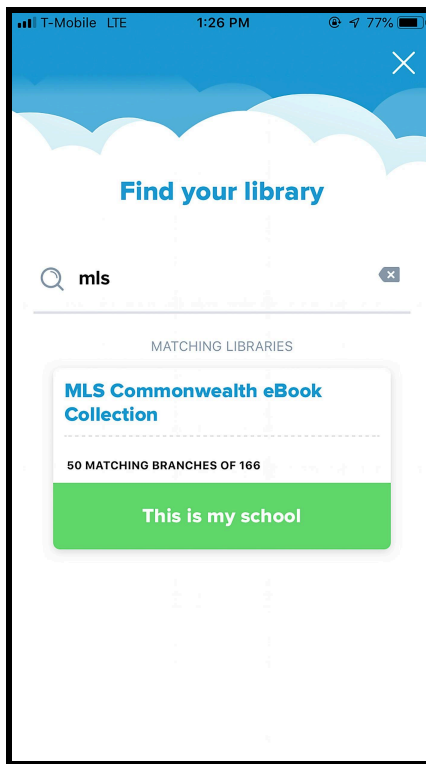 T-Mobile LTE 1:26 PM 77%
Find your library
mls
MATCHING LIBRARIES
MLS Commonwealth eBook
Collection
50 MATCHING BRANCHES OF 166
This is my school